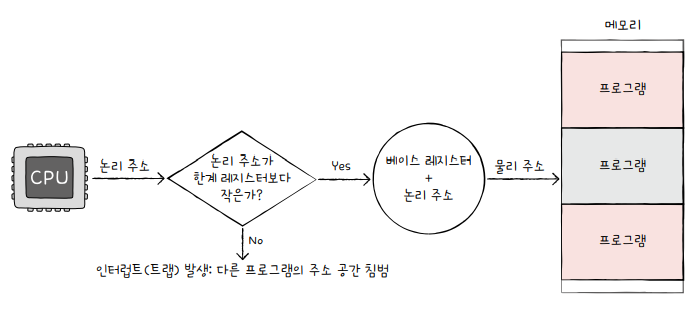 메모리
프로그램
CPU
논리 주소
논리 주소가
한계 레지스터보다
작은가?
Yes
베이스 레지스터
+
논리 주소
물리 주소
프로그램
No
프로그램
인터럽트(트랩) 발생: 다른 프로그램의 주소 공간 침범